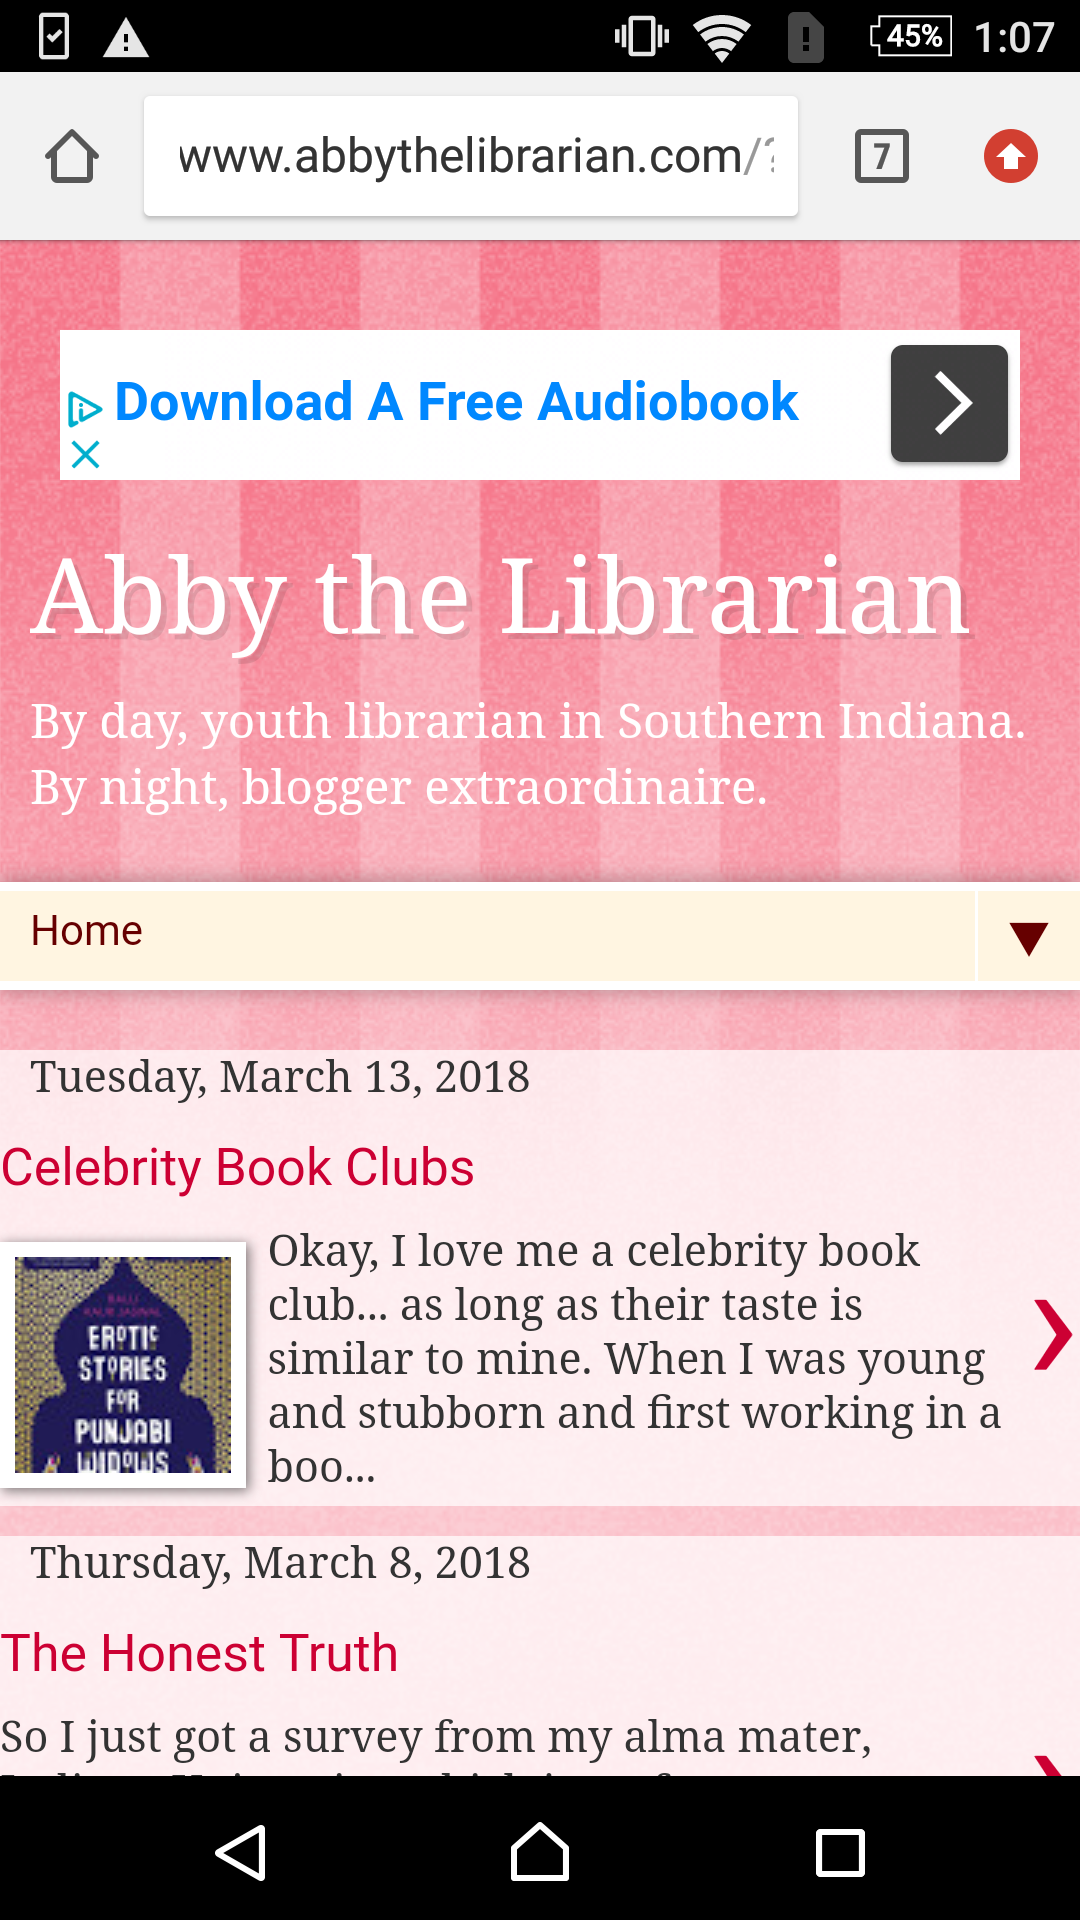 45% 1:07
www.abbythelibrarian.com/?
7
Download A Free Audiobook
Abby the Librarian
By day, youth librarian in Southern Indiana.
By night, blogger extraordinaire.
Home
Tuesday, March 13, 2018
Celebrity Book Clubs
Okay, I love me a celebrity book
club... as long as their taste is
similar to mine. When I was young
and stubborn and first working in a
boo...
BALLI
KAUR JASWAL
EROTIC
STORIES
FOR
PUNJABI
WIDOWS
Thursday, March 8, 2018
The Honest Truth
So I just got a survey from my alma mater,